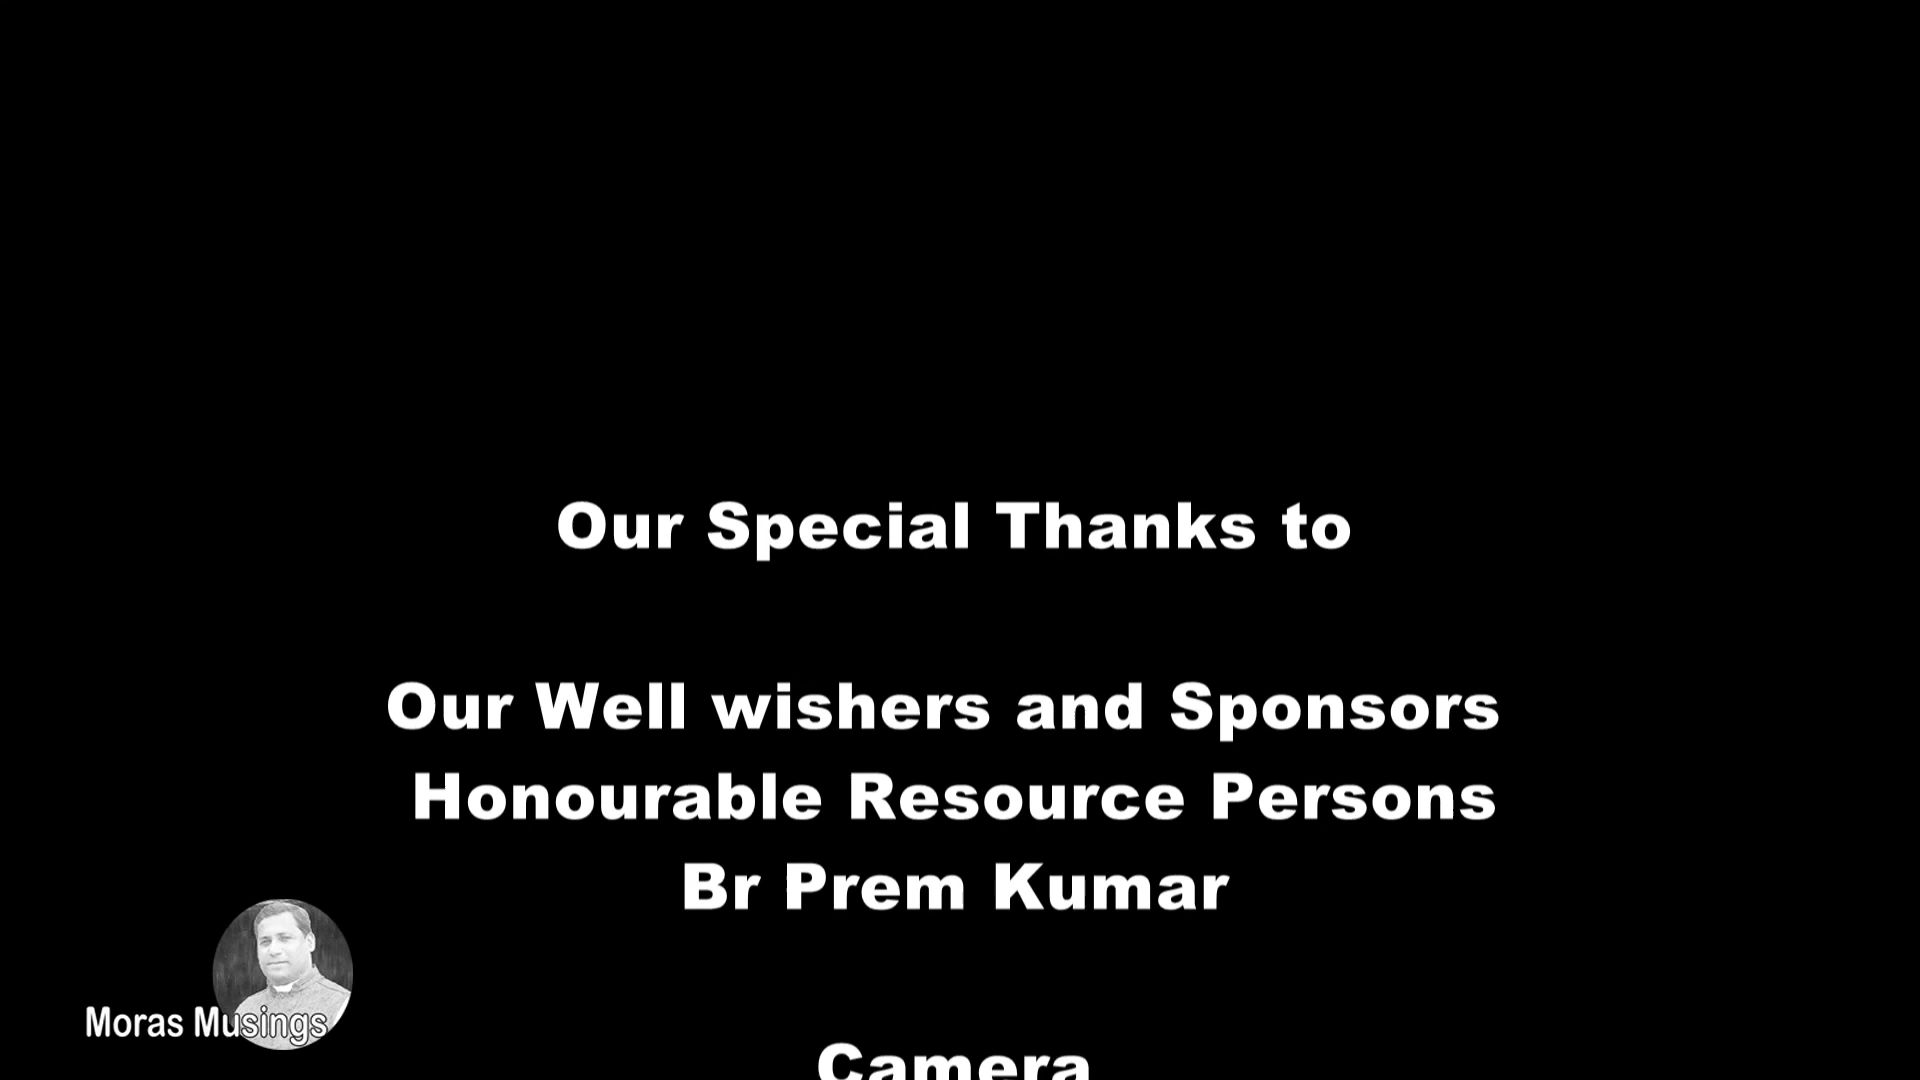 Our Special Thanks to
Our Well wishers and Sponsors
Honourable Resource Persons
Br Prem Kumar
Moras Musings
Camera